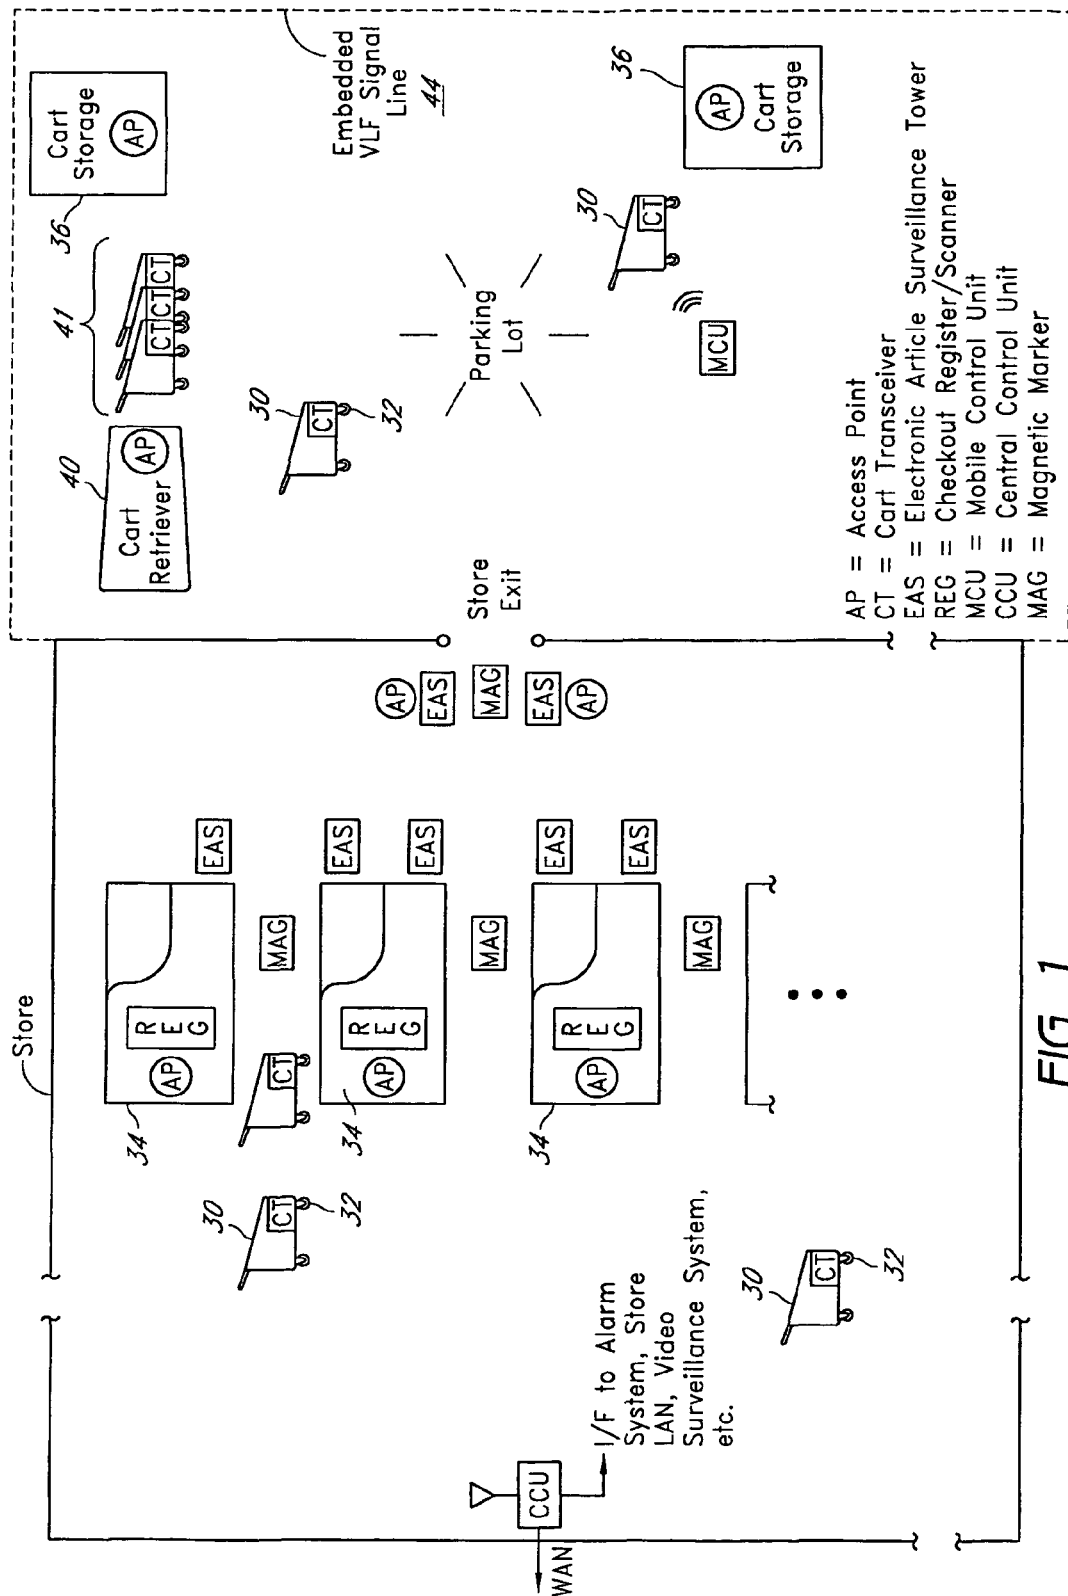 Store
34
AP
REG
EAS
MAG
30
CT
32
CT
34
AP
REG
EAS
EAS
MAG
34
AP
REG
EAS
EAS
MAG
30
CT
32
CCU
WAN
I/F to Alarm
System, Store
LAN, Video
Surveillance System,
etc.
AP
EAS
MAG
EAS
AP
Store
Exit
40
Cart
Retriever
AP
41
CT
CT
CT
36
Cart
Storage
AP
30
CT
32
Parking
Lot
Embedded
VLF Signal
Line
44
MCU
30
CT
36
AP
Cart
Storage
AP = Access Point
CT = Cart Transceiver
EAS = Electronic Article Surveillance Tower
REG = Checkout Register/Scanner
MCU = Mobile Control Unit
CCU = Central Control Unit
MAG = Magnetic Marker
FIG. 1